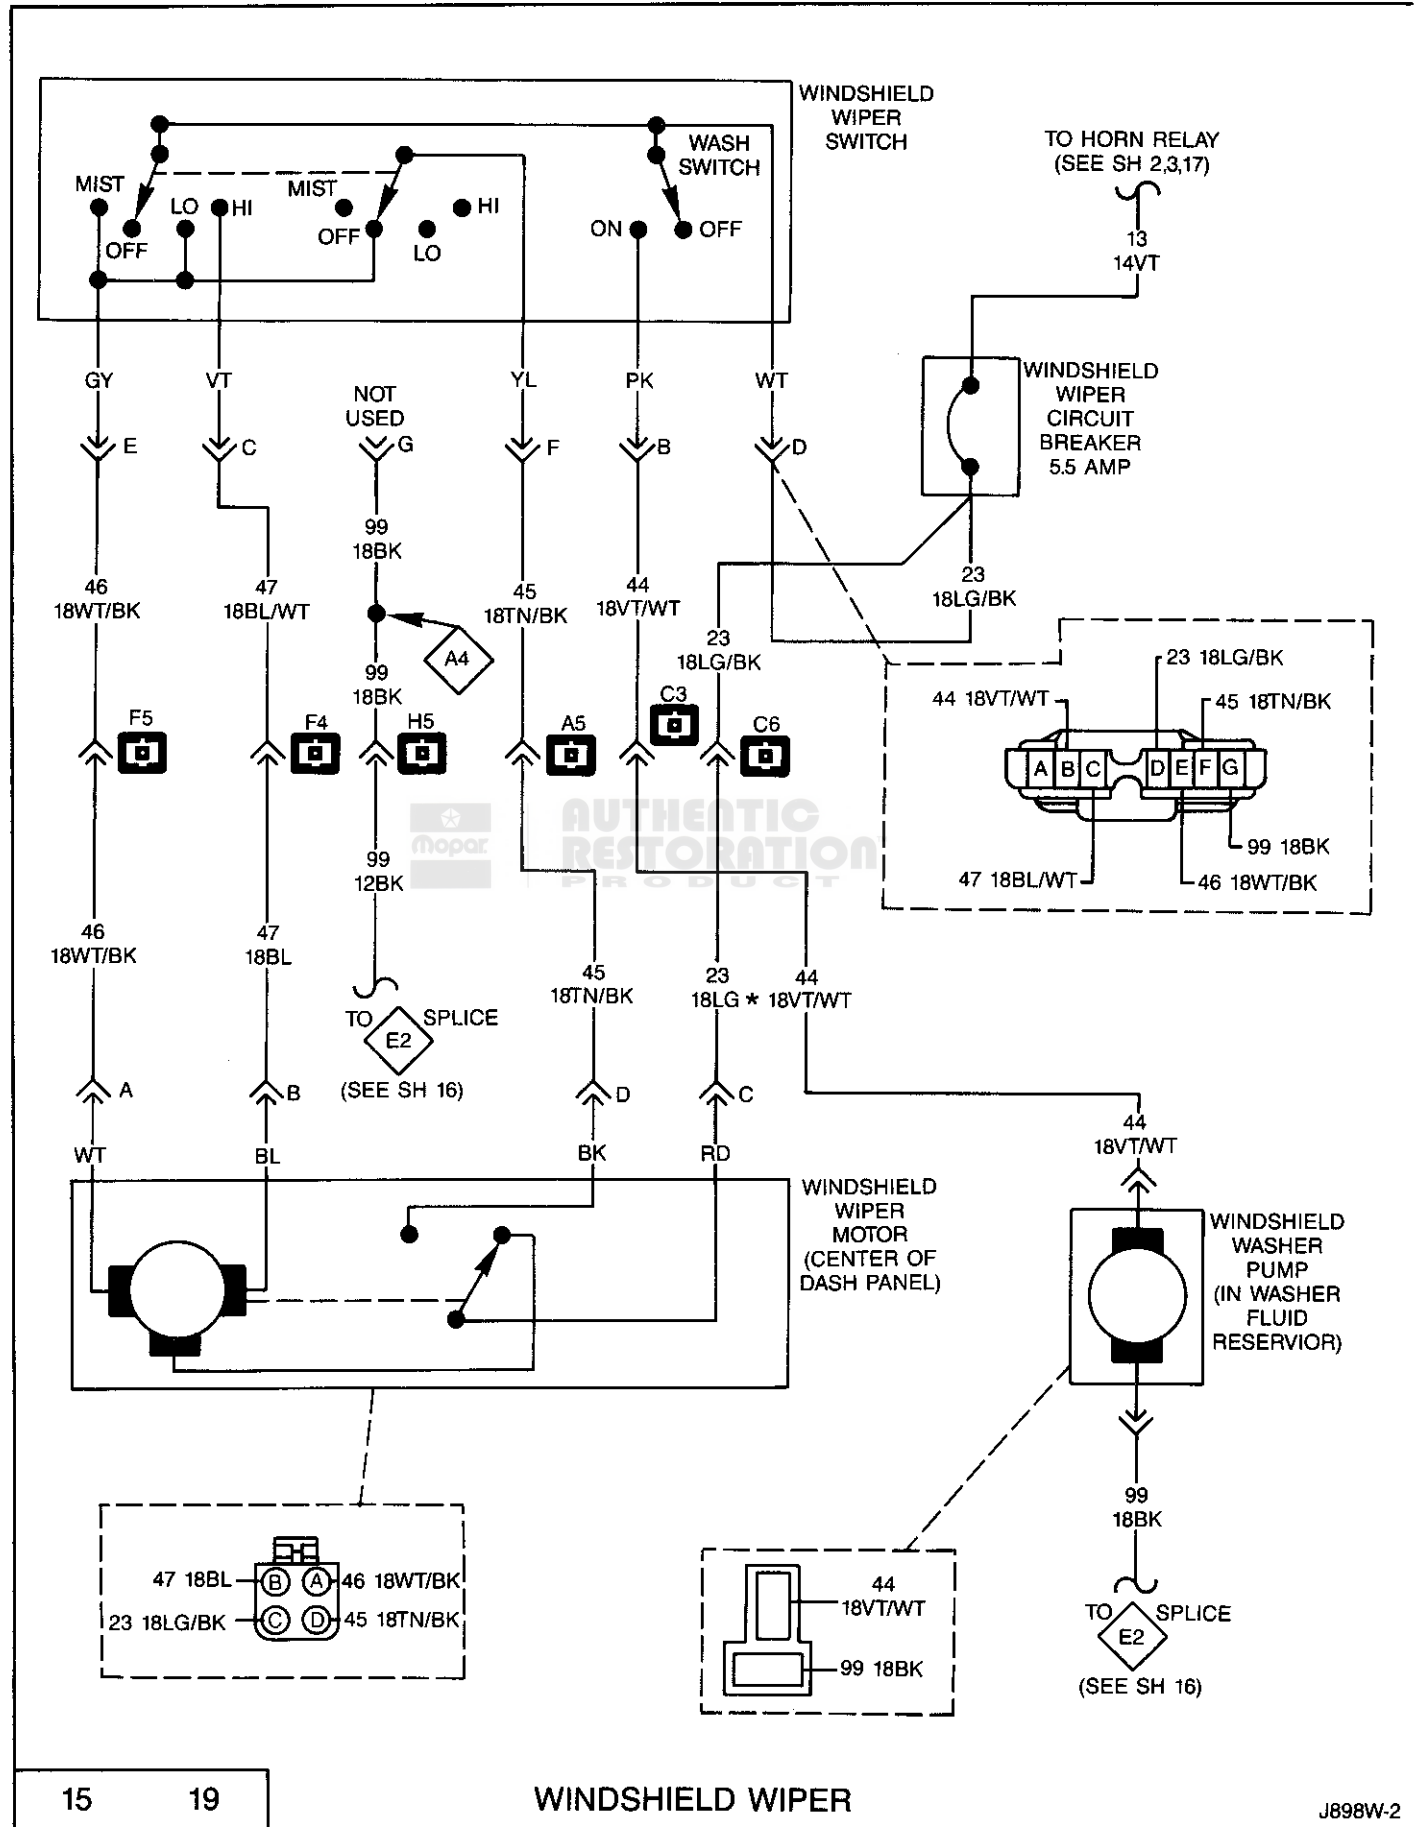 WINDSHIELD
WIPER
SWITCH
WASH
SWITCH
MIST
OFF
LO
HI
MIST
OFF
LO
HI
ON
OFF
TO HORN RELAY
(SEE SH 2,3,17)
13
14VT
WINDSHIELD
WIPER
CIRCUIT
BREAKER
5.5 AMP
GY
VT
NOT
USED
YL
PK
WT
E
C
G
F
B
D
99
18BK
46
18WT/BK
47
18BL/WT
45
18TN/BK
44
18VT/WT
23
18LG/BK
A4
99
18BK
23
18LG/BK
23 18LG/BK
44 18VT/WT
45 18TN/BK
A B C D E F G
99 18BK
47 18BL/WT
46 18WT/BK
F5
F4
H5
A5
C3
C6
Mopar
AUTHENTIC
RESTORATION
PRODUCT
99
12BK
46
18WT/BK
47
18BL
45
18TN/BK
23
18LG *
44
18VT/WT
TO E2 SPLICE
(SEE SH 16)
A
B
D
C
WT
BL
BK
RD
44
18VT/WT
WINDSHIELD
WIPER
MOTOR
(CENTER OF
DASH PANEL)
WINDSHIELD
WASHER
PUMP
(IN WASHER
FLUID
RESERVIOR)
99
18BK
47 18BL
B A
46 18WT/BK
23 18LG/BK
C D
45 18TN/BK
44
18VT/WT
99 18BK
TO E2 SPLICE
(SEE SH 16)
15 19
WINDSHIELD WIPER
J898W-2